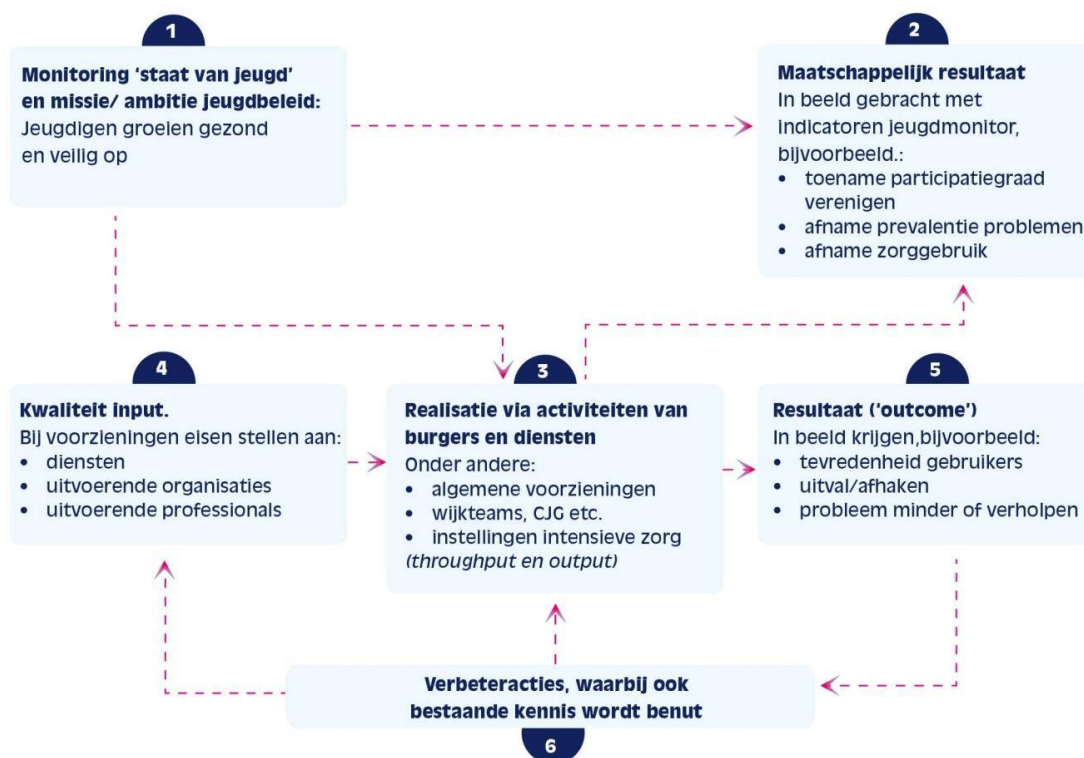 1
Monitoring ‘staat van jeugd’
en missie/ ambitie jeugdbeleid:
Jeugdigen groeien gezond
en veilig op
2
Maatschappelijk resultaat
In beeld gebracht met
indicatoren jeugdmonitor,
bijvoorbeeld.:
• toename participatiegraad
verenigen
• afname prevalentie problemen
• afname zorggebruik
4
Kwaliteit input.
Bij voorzieningen eisen stellen aan:
• diensten
• uitvoerende organisaties
• uitvoerende professionals
3
Realisatie via activiteiten van
burgers en diensten
Onder andere:
• algemene voorzieningen
• wijkteams, CJG etc.
• instellingen intensieve zorg
(throughput en output)
5
Resultaat (‘outcome’)
In beeld krijgen,bijvoorbeeld:
• tevredenheid gebruikers
• uitval/afhaken
• probleem minder of verholpen
Verbeteracties, waarbij ook
bestaande kennis wordt benut
6